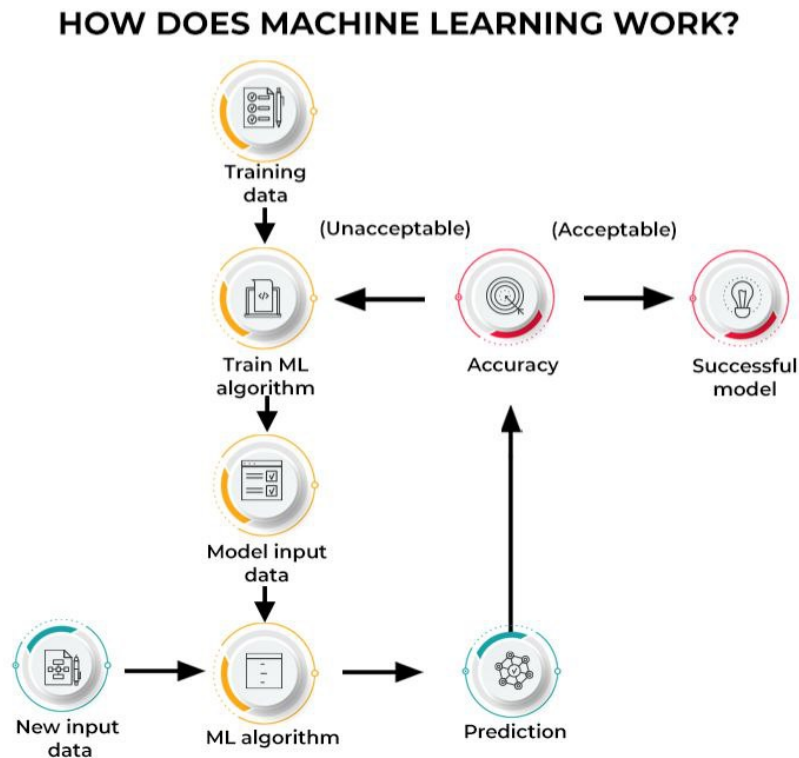 HOW DOES MACHINE LEARNING WORK?
Training
data
(Unacceptable)
(Acceptable)
Train ML
algorithm
Accuracy
Successful
model
Model input
data
New input
data
ML algorithm
Prediction